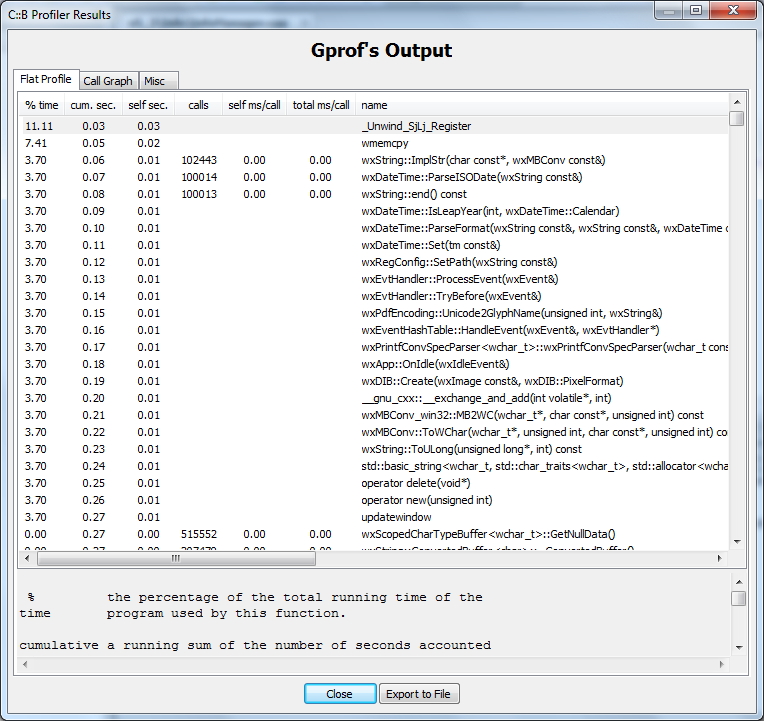 C::B Profiler Results
Gprof's Output
Flat Profile Call Graph Misc
% time cum. sec. self sec. calls self ms/call total ms/call name
11.11 0.03 0.03 _Unwind_SjLj_Register
7.41 0.05 0.02 wmemcpy
3.70 0.06 0.01 102443 0.00 0.00 wxString::ImplStr(char const*, wxMBConv const&)
3.70 0.07 0.01 100014 0.00 0.00 wxDateTime::ParseISODate(wxString const&)
3.70 0.08 0.01 100013 0.00 0.00 wxString::end() const
3.70 0.09 0.01 wxDateTime::IsLeapYear(int, wxDateTime::Calendar)
3.70 0.10 0.01 wxDateTime::ParseFormat(wxString const&, wxString const&, wxDateTime c
3.70 0.11 0.01 wxDateTime::Set(tm const&)
3.70 0.12 0.01 wxRegConfig::SetPath(wxString const&)
3.70 0.13 0.01 wxEvtHandler::ProcessEvent(wxEvent&)
3.70 0.14 0.01 wxEvtHandler::TryBefore(wxEvent&)
3.70 0.15 0.01 wxPdfEncoding::Unicode2GlyphName(unsigned int, wxString&)
3.70 0.16 0.01 wxEventHashTable::HandleEvent(wxEvent&, wxEvtHandler*)
3.70 0.17 0.01 wxPrintfConvSpecParser<wchar_t>::wxPrintfConvSpecParser(wchar_t cons
3.70 0.18 0.01 wxApp::OnIdle(wxIdleEvent&)
3.70 0.19 0.01 wxDIB::Create(wxImage const&, wxDIB::PixelFormat)
3.70 0.20 0.01 __gnu_cxx::__exchange_and_add(int volatile*, int)
3.70 0.21 0.01 wxMBConv_win32::MB2WC(wchar_t*, char const*, unsigned int) const
3.70 0.22 0.01 wxMBConv::ToWChar(wchar_t*, unsigned int, char const*, unsigned int) co
3.70 0.23 0.01 wxString::ToULong(unsigned long*, int) const
3.70 0.24 0.01 std::basic_string<wchar_t, std::char_traits<wchar_t>, std::allocator<wcha
3.70 0.25 0.01 operator delete(void*)
3.70 0.26 0.01 operator new(unsigned int)
3.70 0.27 0.01 updatewindow
0.00 0.27 0.00 515552 0.00 0.00 wxScopedCharTypeBuffer<wchar_t>::GetNullData()
% the percentage of the total running time of the
time program used by this function.
cumulative a running sum of the number of seconds accounted
Close Export to File